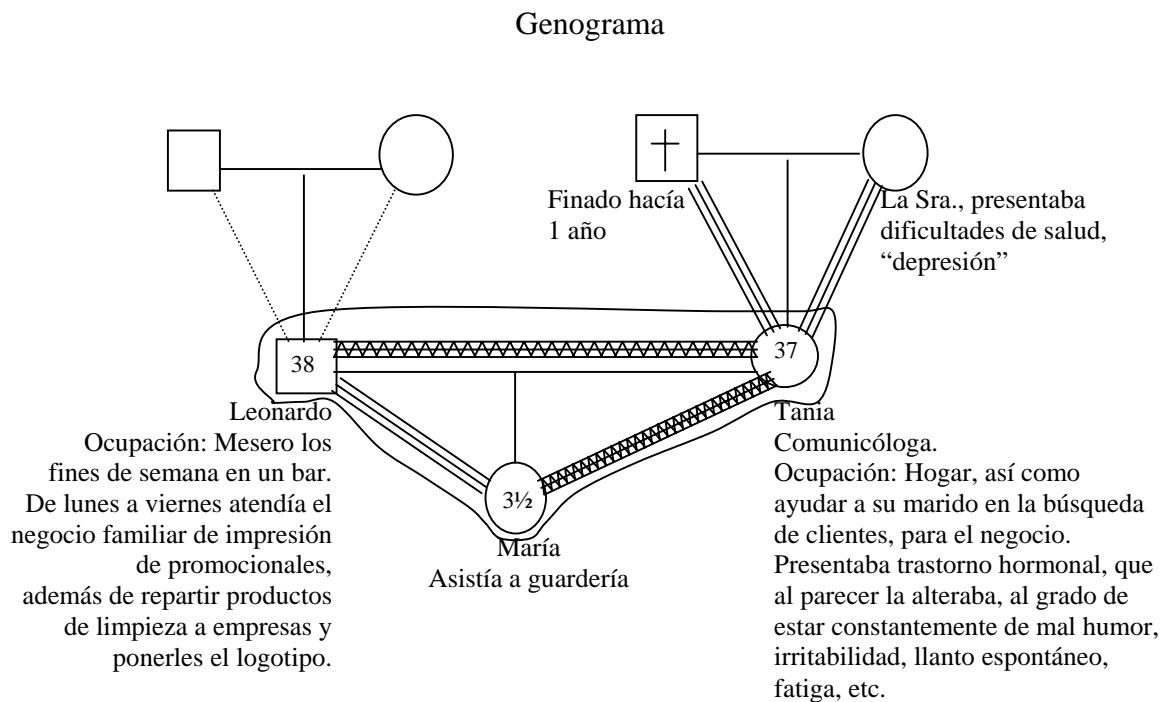 Genograma
Finado hacía
1 año
La Sra., presentaba
dificultades de salud,
“depresión”
38
37
Leonardo
Ocupación: Mesero los
fines de semana en un bar.
De lunes a viernes atendía el
negocio familiar de impresión
de promocionales,
además de repartir productos
de limpieza a empresas y
ponerles el logotipo.
3½
María
Asistía a guardería
Tania
Comunicóloga.
Ocupación: Hogar, así como
ayudar a su marido en la búsqueda
de clientes, para el negocio.
Presentaba trastorno hormonal, que
al parecer la alteraba, al grado de
estar constantemente de mal humor,
irritabilidad, llanto espontáneo,
fatiga, etc.